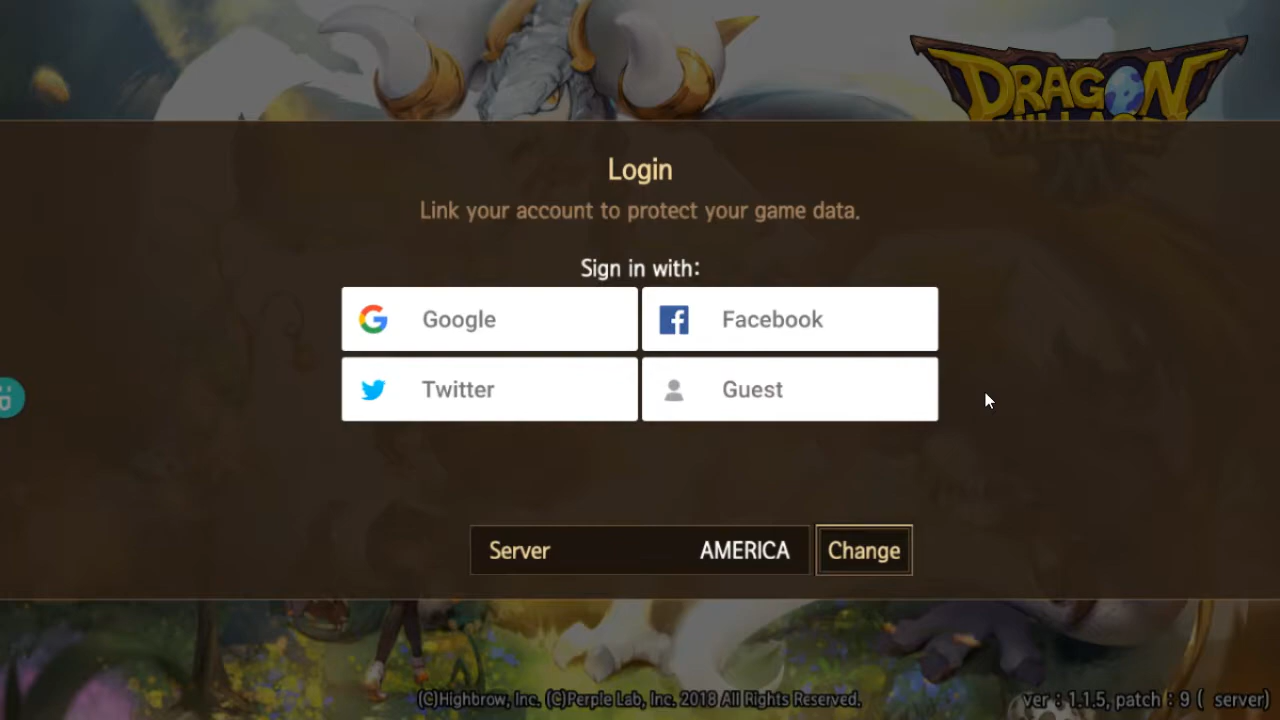 DRAGON
VILLAGE
Login
Link your account to protect your game data.
Sign in with:
Google
Facebook
Twitter
Guest
Server
AMERICA
Change
(C)Highbrow, Inc. (C)Perple Lab, Inc. 2018 All Rights Reserved.
ver : 1.1.5, patch : 9 ( server)